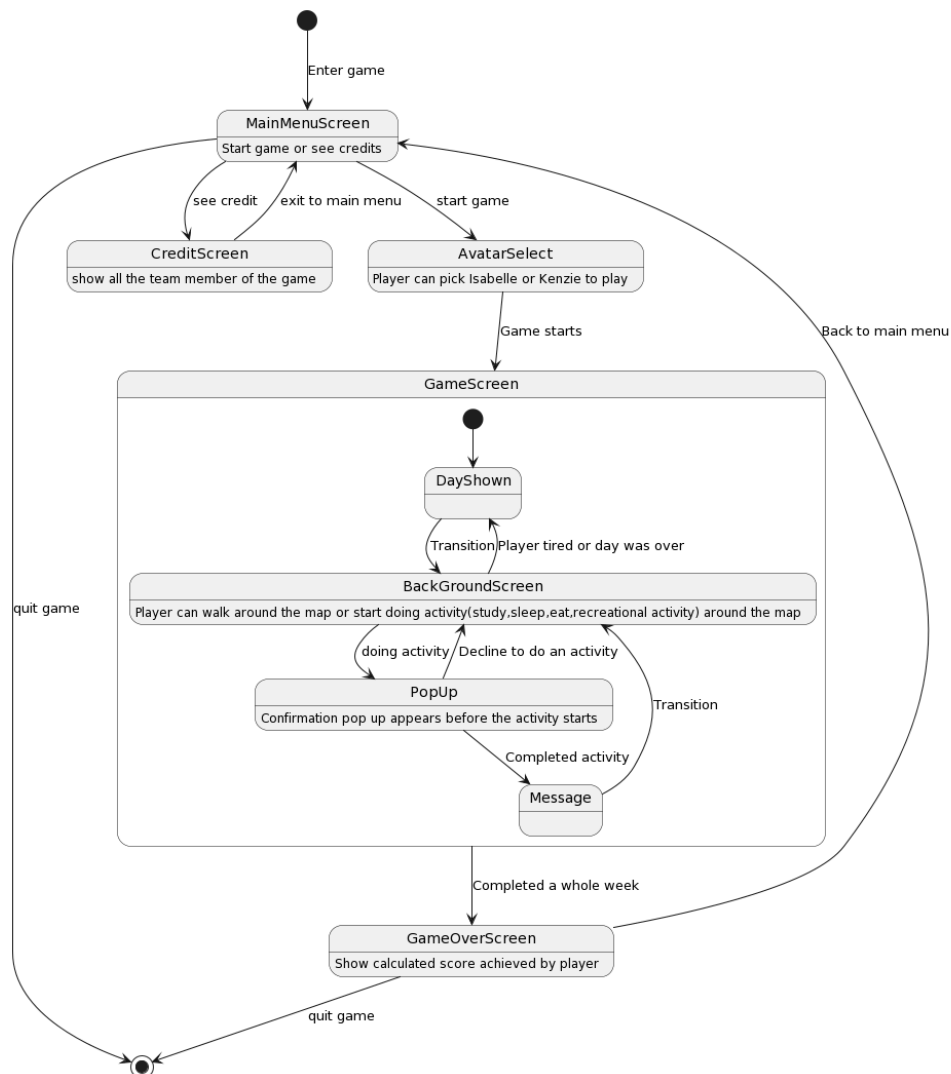 Enter game
MainMenuScreen
Start game or see credits
see credit
exit to main menu
start game
CreditScreen
show all the team member of the game
AvatarSelect
Player can pick Isabelle or Kenzie to play
Game starts
Back to main menu
GameScreen
DayShown
Transition
Player tired or day was over
BackGroundScreen
Player can walk around the map or start doing activity(study,sleep,eat,recreational activity) around the map
quit game
doing activity
Decline to do an activity
PopUp
Confirmation pop up appears before the activity starts
Transition
Completed activity
Message
Completed a whole week
GameOverScreen
Show calculated score achieved by player
quit game